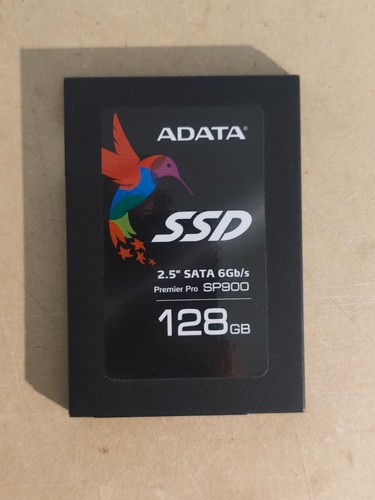 ADATA®
SSD
2.5" SATA 6Gb/s
Premier Pro SP900
128GB